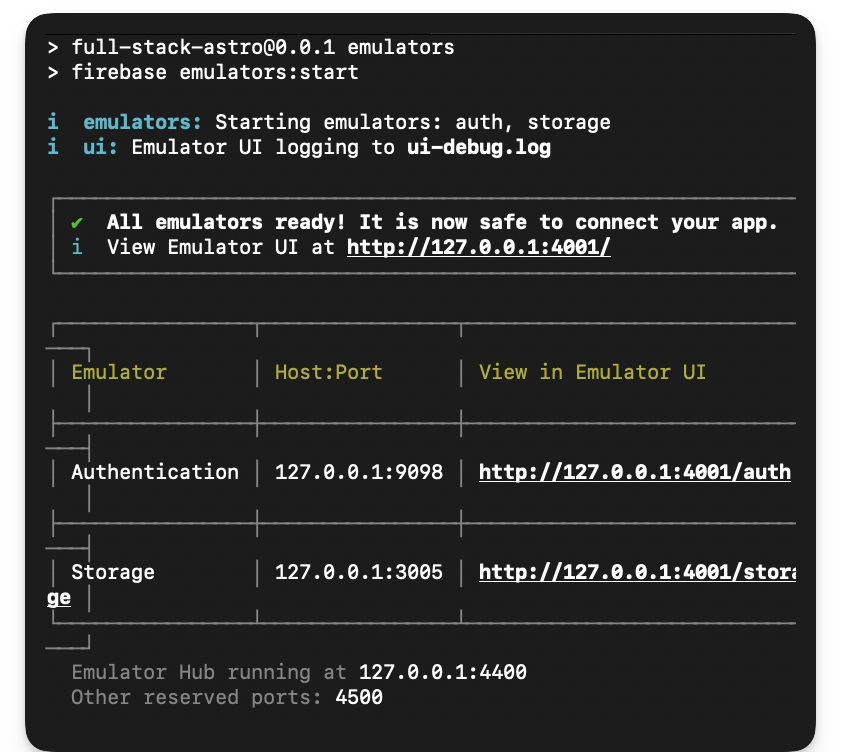 > full-stack-astro@0.0.1 emulators
> firebase emulators:start
i  emulators: Starting emulators: auth, storage
i  ui: Emulator UI logging to ui-debug.log
✔  All emulators ready! It is now safe to connect your app.
i  View Emulator UI at http://127.0.0.1:4001/
Emulator │ Host:Port │ View in Emulator UI
Authentication │ 127.0.0.1:9098 │ http://127.0.0.1:4001/auth
Storage │ 127.0.0.1:3005 │ http://127.0.0.1:4001/stora
ge
Emulator Hub running at 127.0.0.1:4400
Other reserved ports: 4500